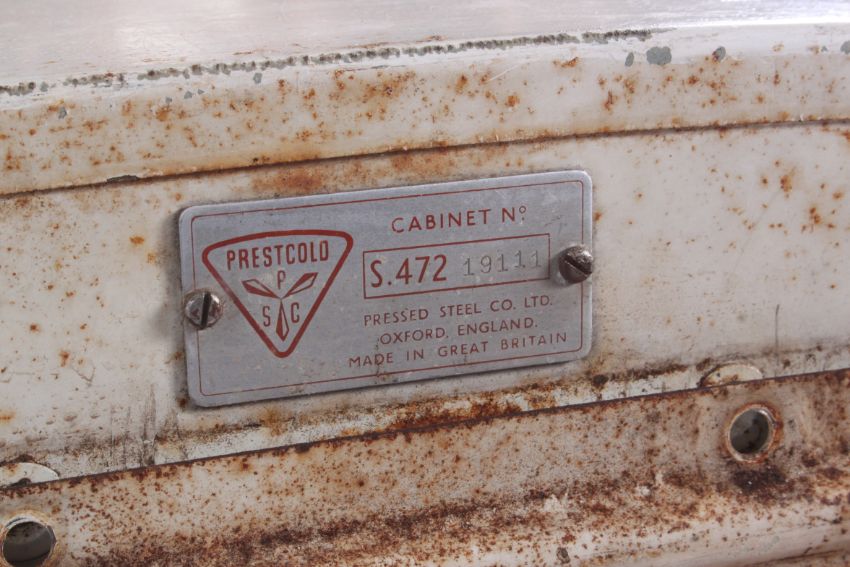 PRESTCOLD
P
S C
CABINET Nº
S.472 19111
PRESSED STEEL CO. LTD.
OXFORD, ENGLAND.
MADE IN GREAT BRITAIN